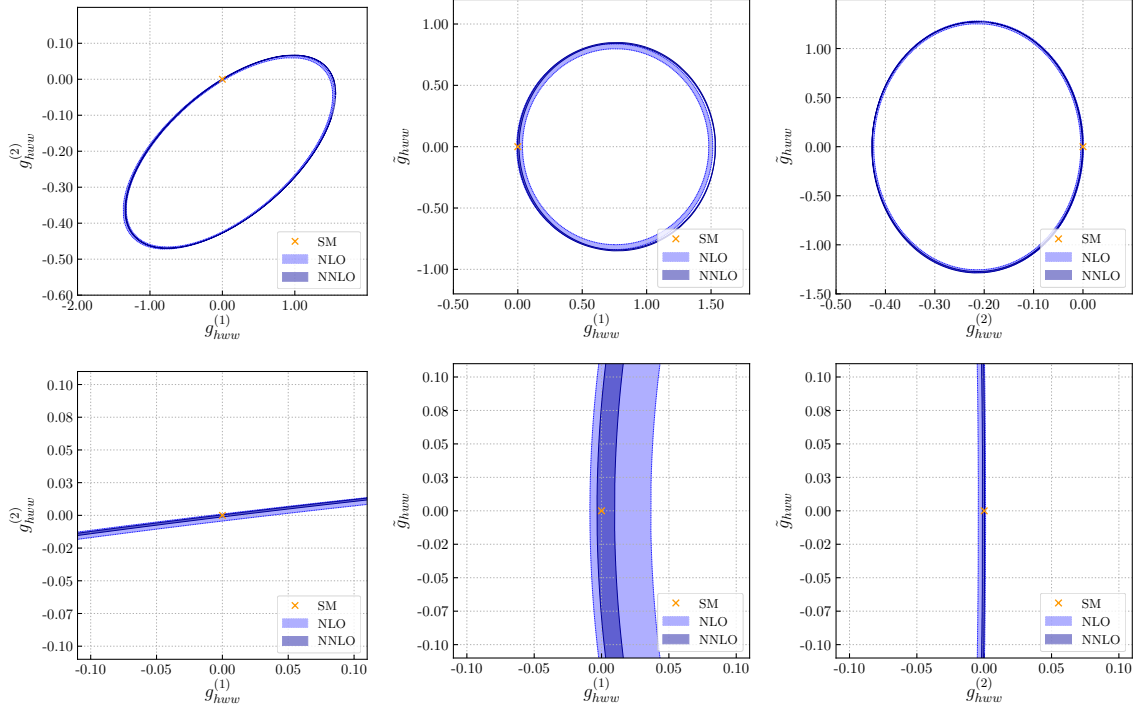 0.10
0.00
-0.10
-0.20
-0.30
-0.40
-0.50
-0.60
-2.00 -1.00 0.00 1.00
g_{hww}^{(2)}
g_{hww}^{(1)}
SM
NLO
NNLO
1.00
0.50
0.00
-0.50
-1.00
-0.50 0.00 0.50 1.00 1.50
g̃_{hww}
g_{hww}^{(1)}
SM
NLO
NNLO
1.00
0.50
0.00
-0.50
-1.00
-1.50
-0.50 -0.40 -0.30 -0.20 -0.10 0.00
g̃_{hww}
g_{hww}^{(2)}
SM
NLO
NNLO
0.10
0.08
0.05
0.03
0.00
-0.02
-0.05
-0.07
-0.10
-0.10 -0.05 0.00 0.05 0.10
g_{hww}^{(2)}
g_{hww}^{(1)}
SM
NLO
NNLO
0.10
0.08
0.05
0.03
0.00
-0.02
-0.05
-0.07
-0.10
-0.10 -0.05 0.00 0.05 0.10
g̃_{hww}
g_{hww}^{(1)}
SM
NLO
NNLO
0.10
0.08
0.05
0.03
0.00
-0.02
-0.05
-0.07
-0.10
-0.10 -0.05 0.00 0.05 0.10
g̃_{hww}
g_{hww}^{(2)}
SM
NLO
NNLO